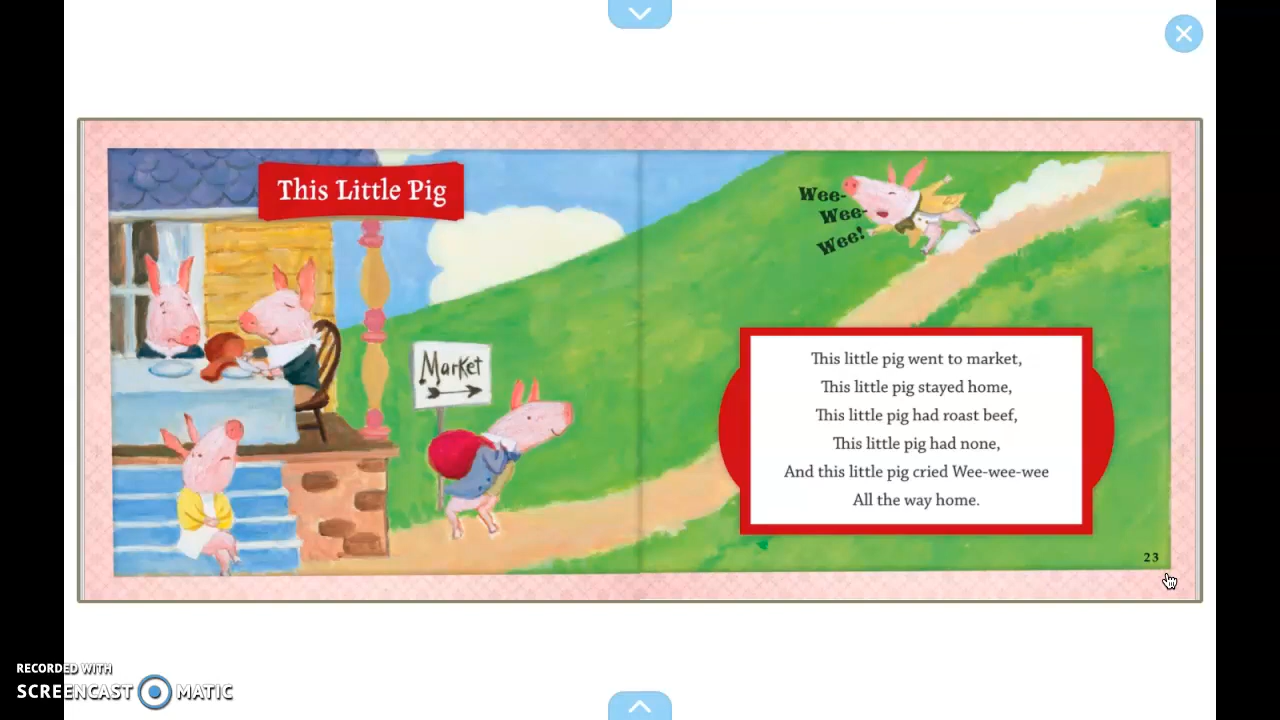 This Little Pig
Wee-
Wee-
Wee!
Market
This little pig went to market,
This little pig stayed home,
This little pig had roast beef,
This little pig had none,
And this little pig cried Wee-wee-wee
All the way home.
23
RECORDED WITH
SCREENCAST MATIC